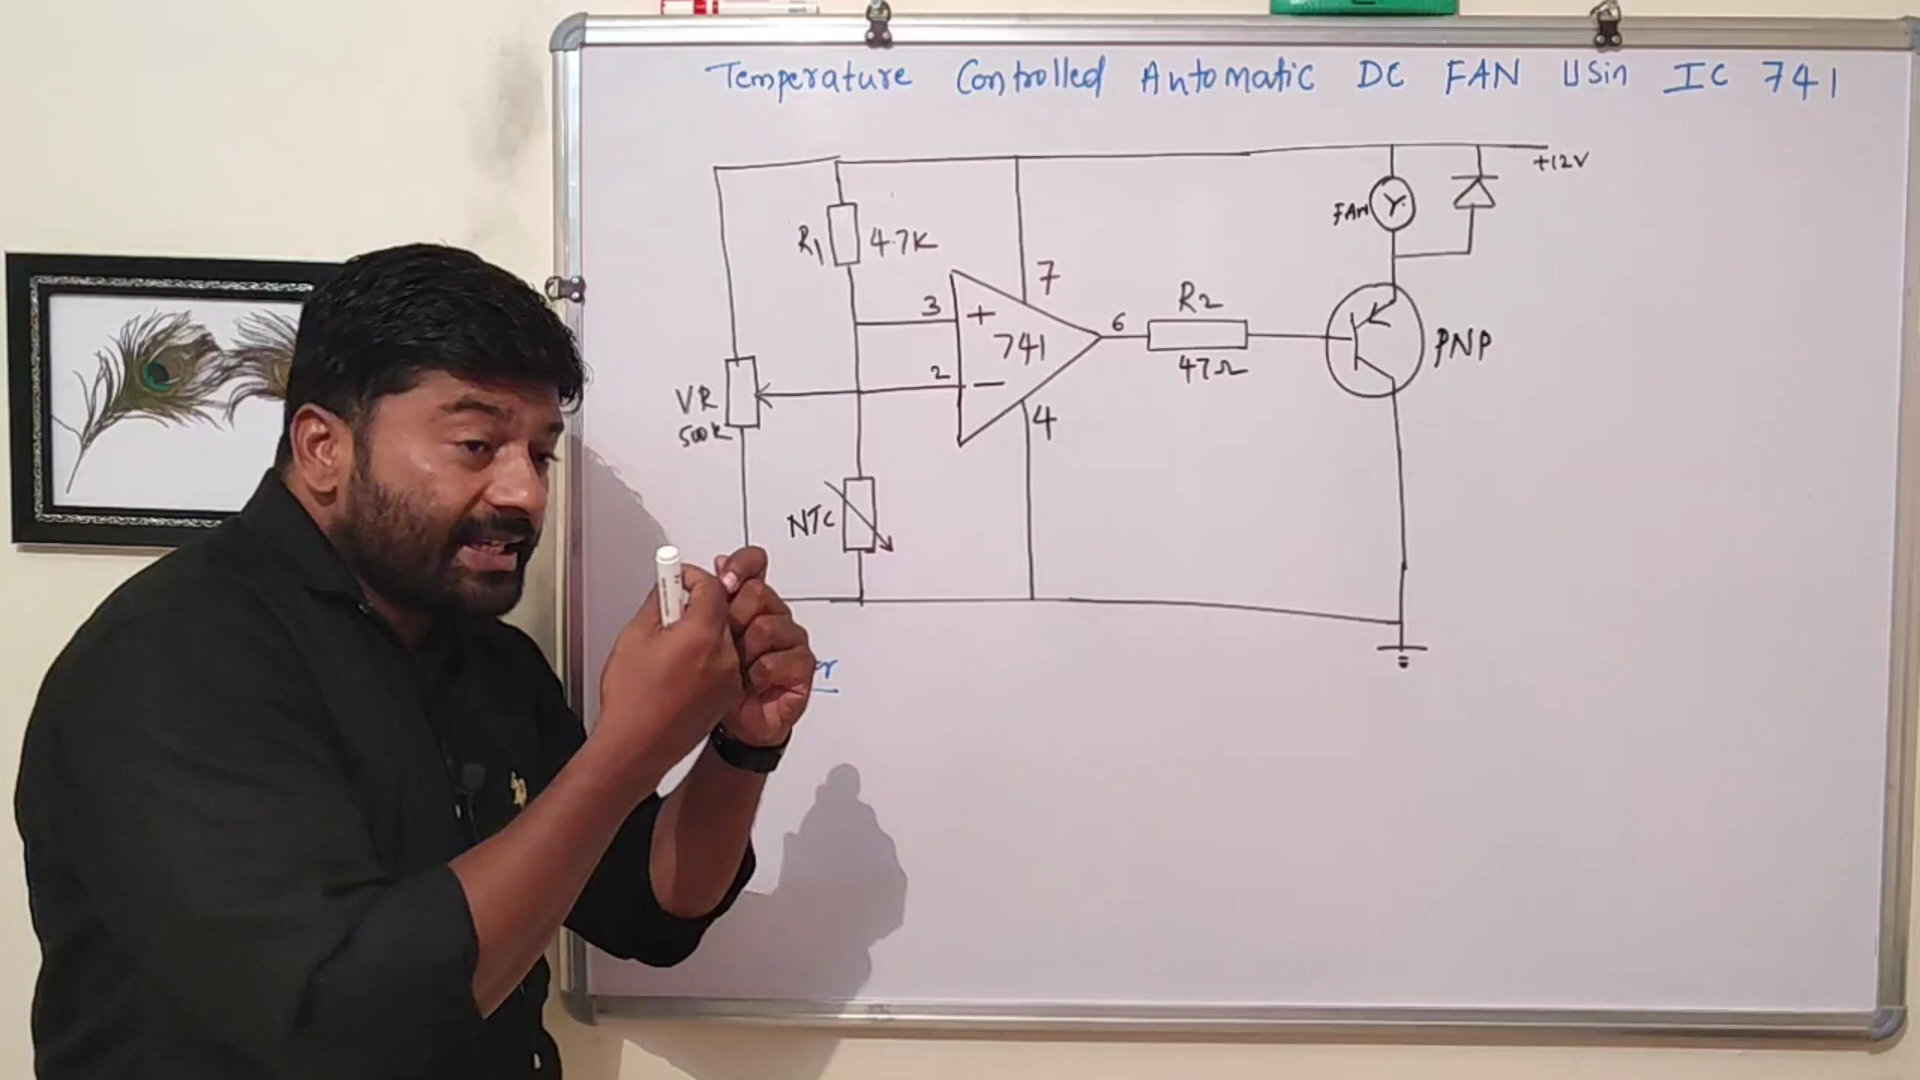 Temperature Controlled Automatic DC FAN Usin IC 741
+12V
FAN
R1 4.7K
7
3 +
741
6
R2
47Ω
PNP
2 −
VR
500K
4
NTC